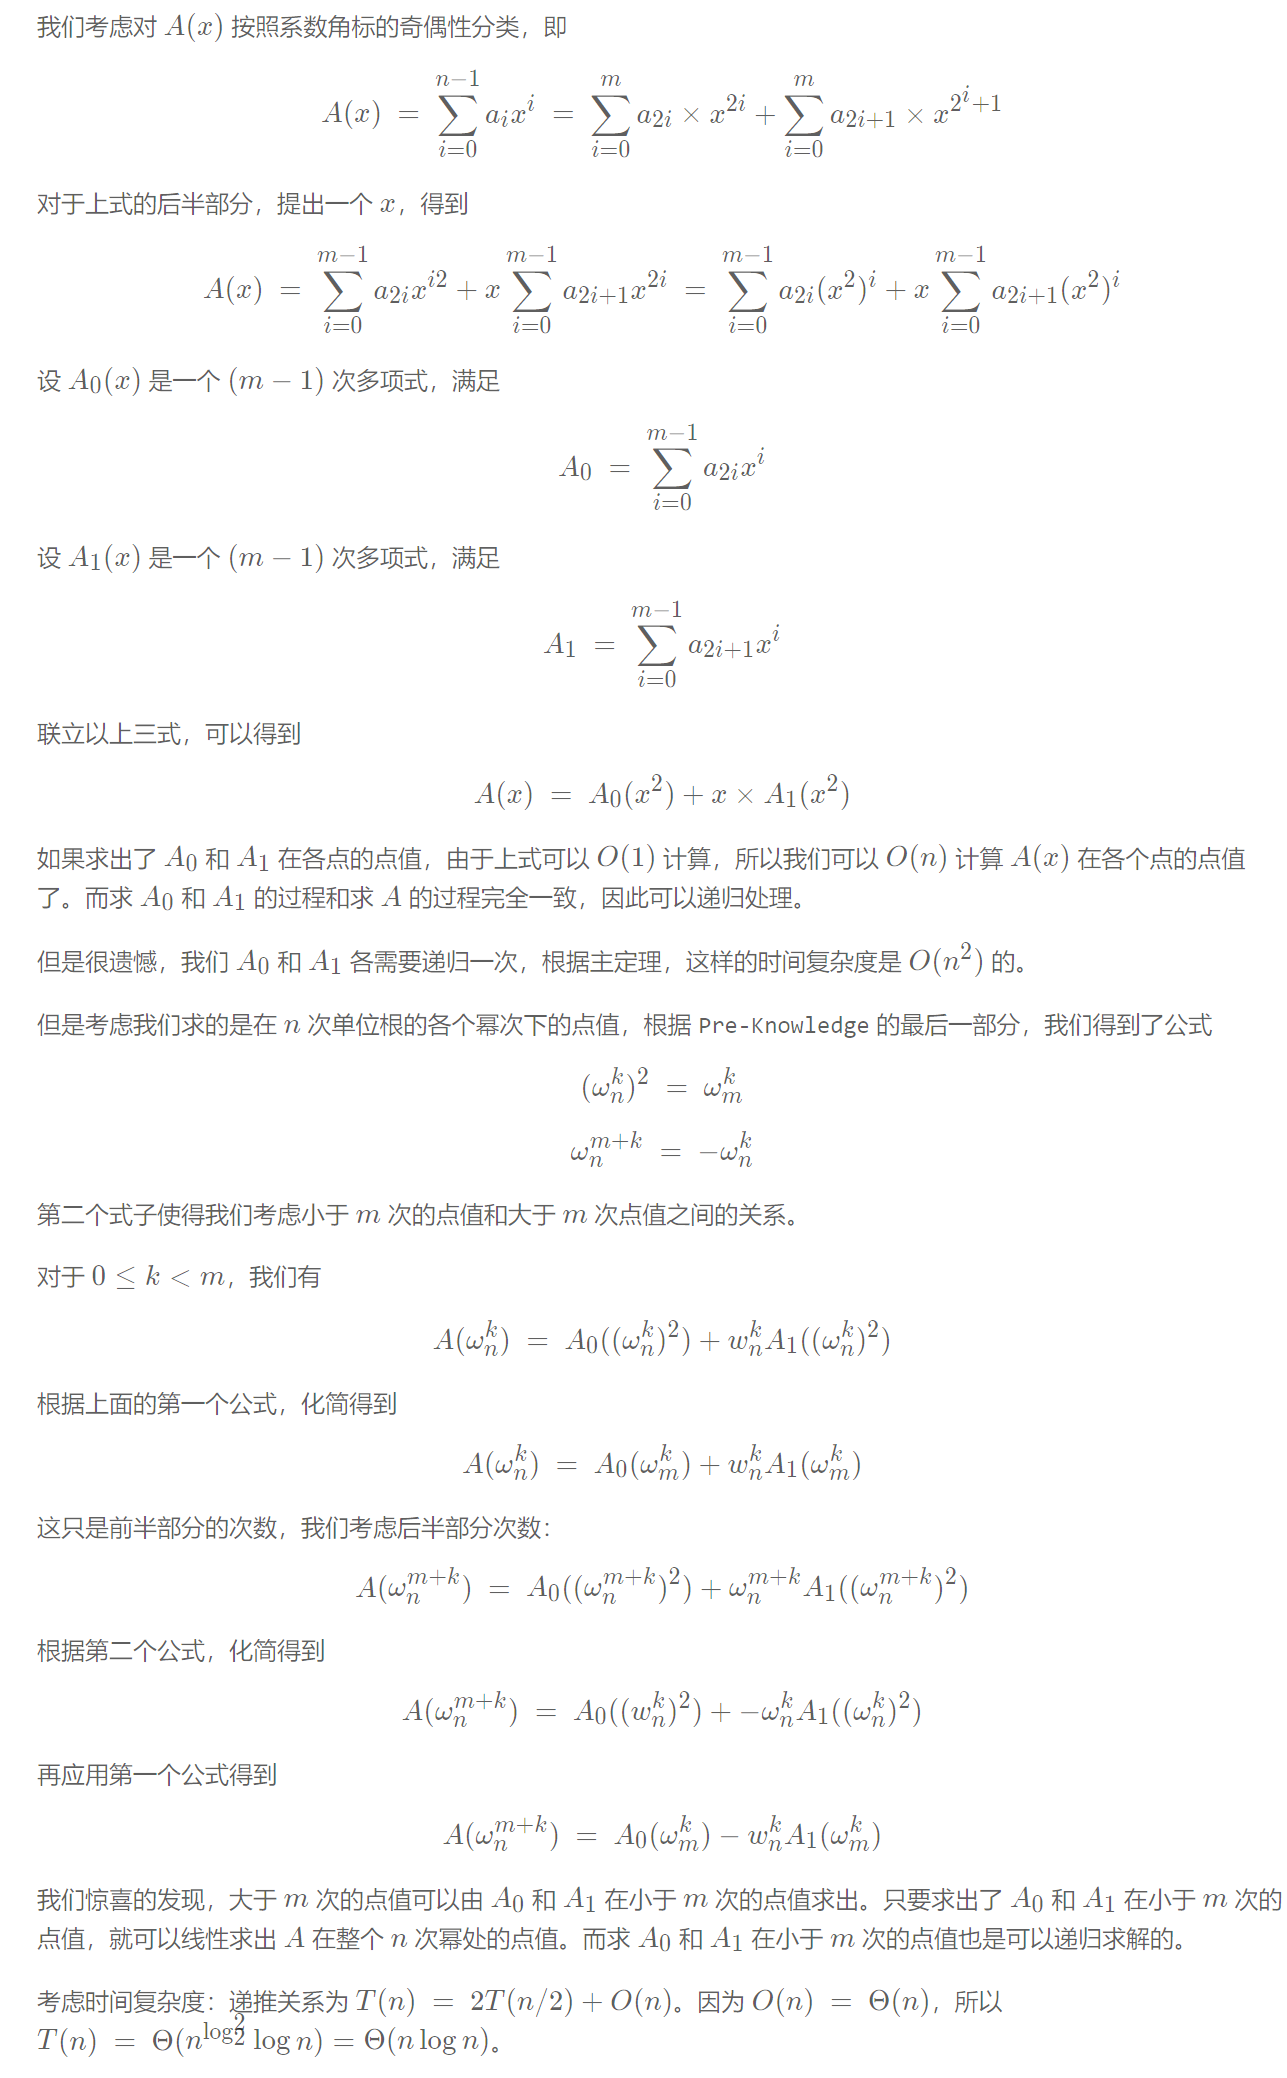 我们考虑对 A(x) 按照系数角标的奇偶性分类，即
$A(x) = \sum_{i=0}^{n-1} a_i x^i = \sum_{i=0}^{m} a_{2i} \times x^{2i} + \sum_{i=0}^{m} a_{2i+1} \times x^{2^i+1}$
对于上式的后半部分，提出一个 x，得到
$A(x) = \sum_{i=0}^{m-1} a_{2i} x^{i2} + x \sum_{i=0}^{m-1} a_{2i+1} x^{2i} = \sum_{i=0}^{m-1} a_{2i} (x^2)^i + x \sum_{i=0}^{m-1} a_{2i+1} (x^2)^i$
设 $A_0(x)$ 是一个 $(m-1)$ 次多项式，满足
$A_0 = \sum_{i=0}^{m-1} a_{2i} x^i$
设 $A_1(x)$ 是一个 $(m-1)$ 次多项式，满足
$A_1 = \sum_{i=0}^{m-1} a_{2i+1} x^i$
联立以上三式，可以得到
$A(x) = A_0(x^2) + x \times A_1(x^2)$
如果求出了 $A_0$ 和 $A_1$ 在各点的点值，由于上式可以 $O(1)$ 计算，所以我们可以 $O(n)$ 计算 $A(x)$ 在各个点的点值
了。而求 $A_0$ 和 $A_1$ 的过程和求 $A$ 的过程完全一致，因此可以递归处理。
但是很遗憾，我们 $A_0$ 和 $A_1$ 各需要递归一次，根据主定理，这样的时间复杂度是 $O(n^2)$ 的。
但是考虑我们求的是在 $n$ 次单位根的各个幂次下的点值，根据 Pre-Knowledge 的最后一部分，我们得到了公式
$(\omega_n^k)^2 = \omega_m^k$
$\omega_n^{m+k} = -\omega_n^k$
第二个式子使得我们考虑小于 $m$ 次的点值和大于 $m$ 次点值之间的关系。
对于 $0 \leq k < m$，我们有
$A(\omega_n^k) = A_0((\omega_n^k)^2) + w_n^k A_1((\omega_n^k)^2)$
根据上面的第一个公式，化简得到
$A(\omega_n^k) = A_0(\omega_m^k) + w_n^k A_1(\omega_m^k)$
这只是前半部分的次数，我们考虑后半部分次数：
$A(\omega_n^{m+k}) = A_0((\omega_n^{m+k})^2) + \omega_n^{m+k} A_1((\omega_n^{m+k})^2)$
根据第二个公式，化简得到
$A(\omega_n^{m+k}) = A_0((w_n^k)^2) + -\omega_n^k A_1((\omega_n^k)^2)$
再应用第一个公式得到
$A(\omega_n^{m+k}) = A_0(\omega_m^k) - w_n^k A_1(\omega_m^k)$
我们惊喜的发现，大于 $m$ 次的点值可以由 $A_0$ 和 $A_1$ 在小于 $m$ 次的点值求出。只要求出了 $A_0$ 和 $A_1$ 在小于 $m$ 次的
点值，就可以线性求出 $A$ 在整个 $n$ 次幂处的点值。而求 $A_0$ 和 $A_1$ 在小于 $m$ 次的点值也是可以递归求解的。
考虑时间复杂度：递推关系为 $T(n) = 2T(n/2) + O(n)$。因为 $O(n) = \Theta(n)$，所以
$T(n) = \Theta(n^{\log_2^2} \log n) = \Theta(n \log n)$。